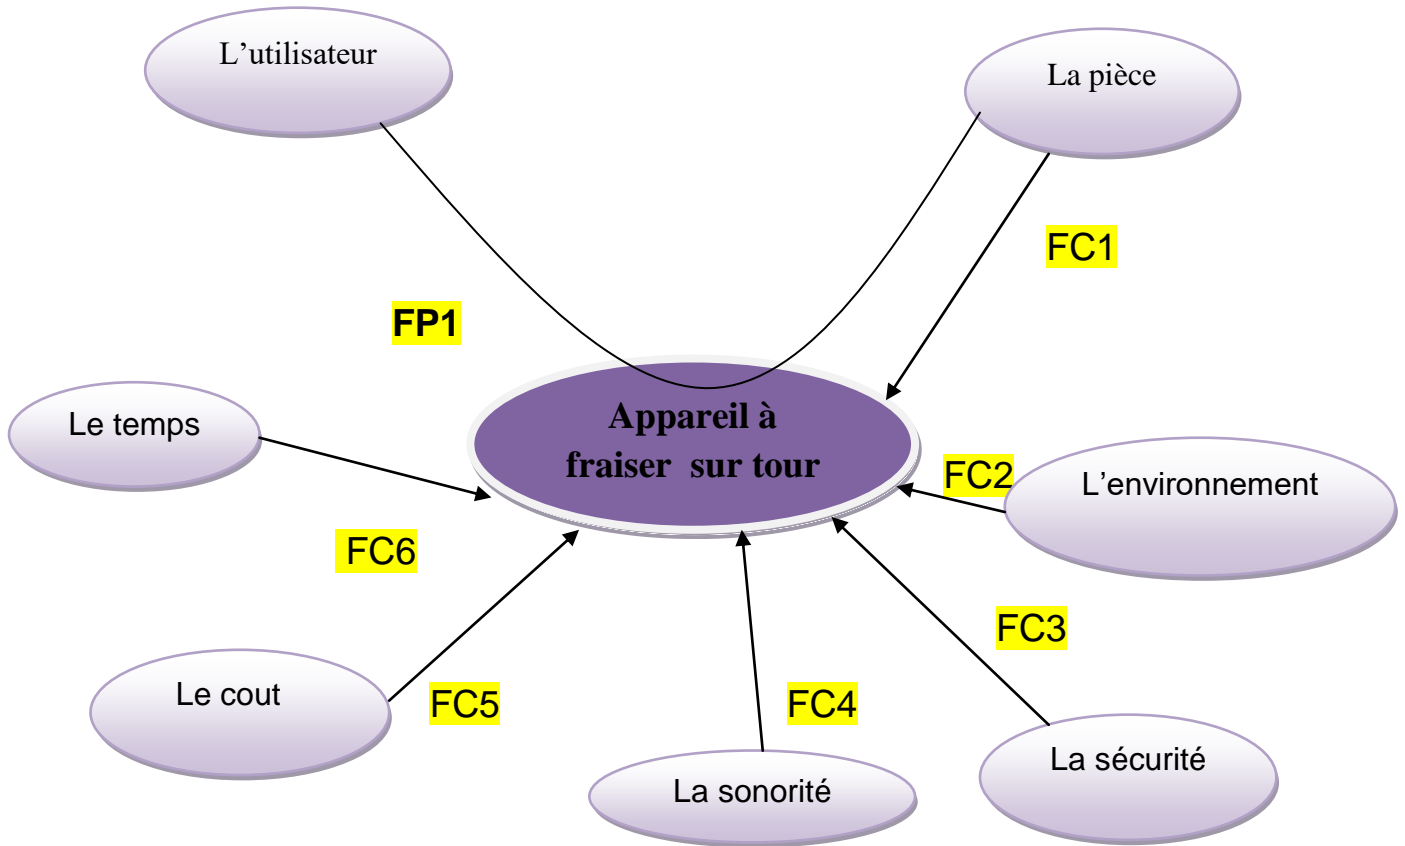 L’utilisateur
La pièce
FC1
FP1
Appareil à
fraiser sur tour
Le temps
FC2
L’environnement
FC6
FC3
Le cout
FC5
FC4
La sécurité
La sonorité